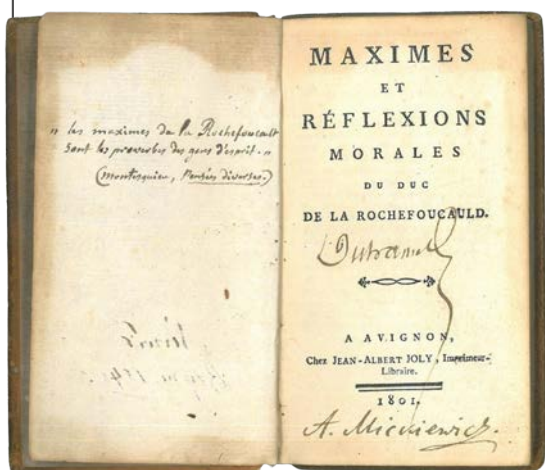 " les maximes de la Rochefoucault
sont les proverbes des gens d'esprit. "
(Montesquieu, Pensées diverses.)
MAXIMES
ET
RÉFLEXIONS
MORALES
DU DUC
DE LA ROCHEFOUCAULD.
A AVIGNON,
Chez JEAN-ALBERT JOLY, Imprimeur-
Libraire.
1801.
A. Mickiewicz.